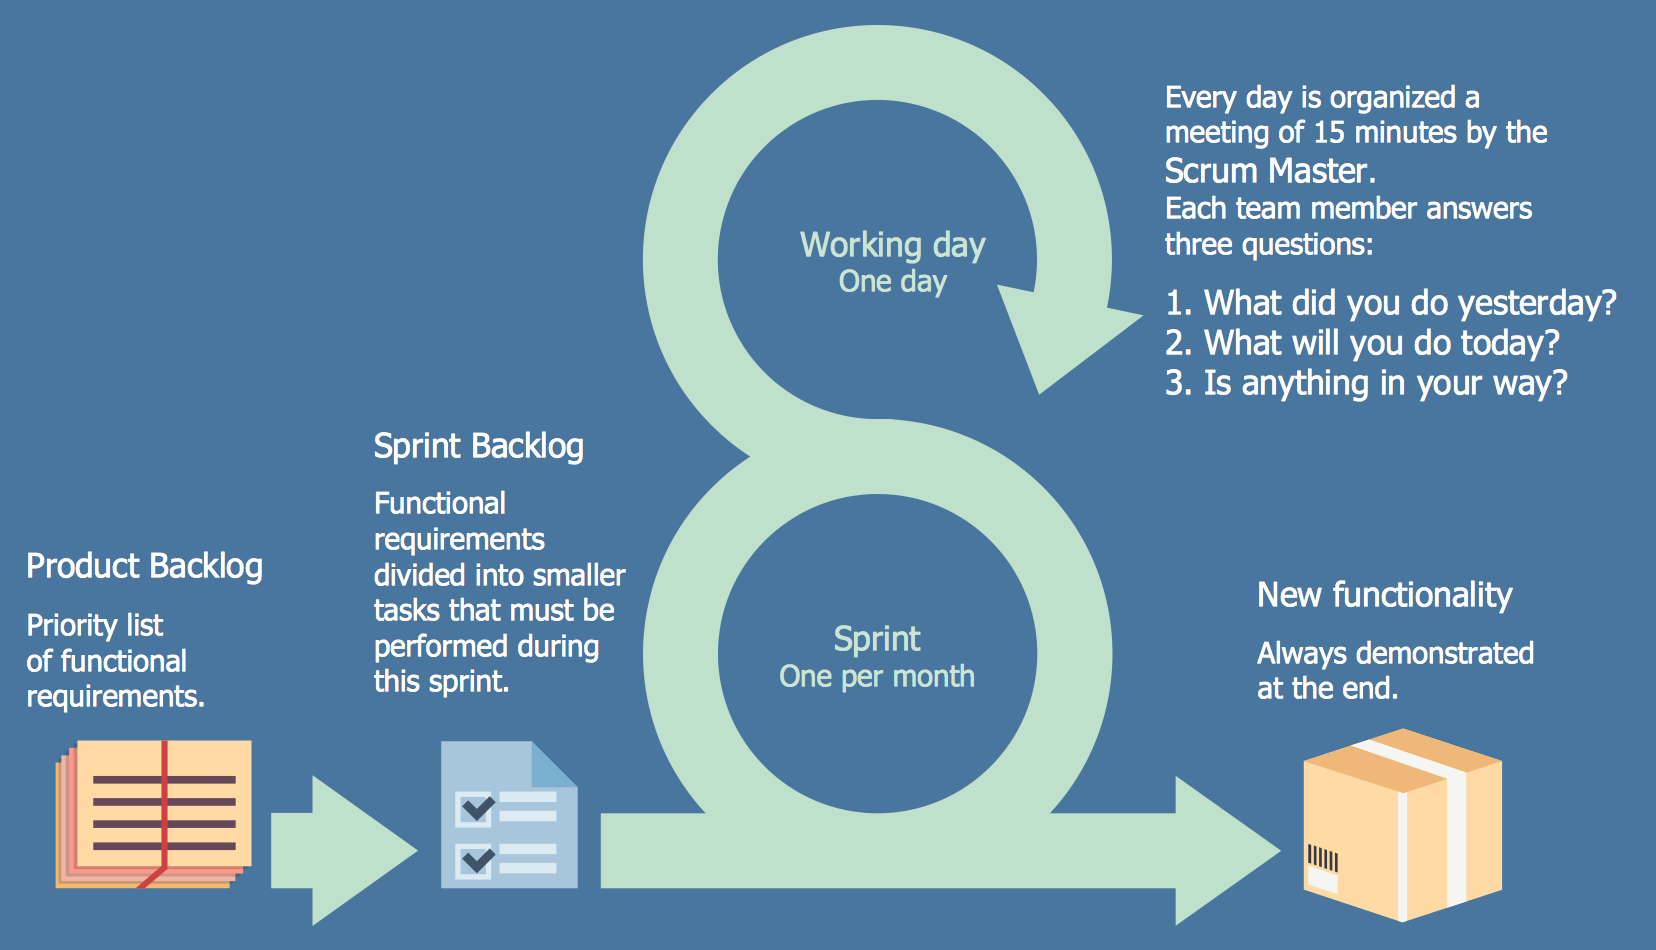 Every day is organized a
meeting of 15 minutes by the
Scrum Master.
Each team member answers
three questions:
1. What did you do yesterday?
2. What will you do today?
3. Is anything in your way?
Working day
One day
Sprint Backlog
Functional
requirements
divided into smaller
tasks that must be
performed during
this sprint.
Product Backlog
Priority list
of functional
requirements.
Sprint
One per month
New functionality
Always demonstrated
at the end.